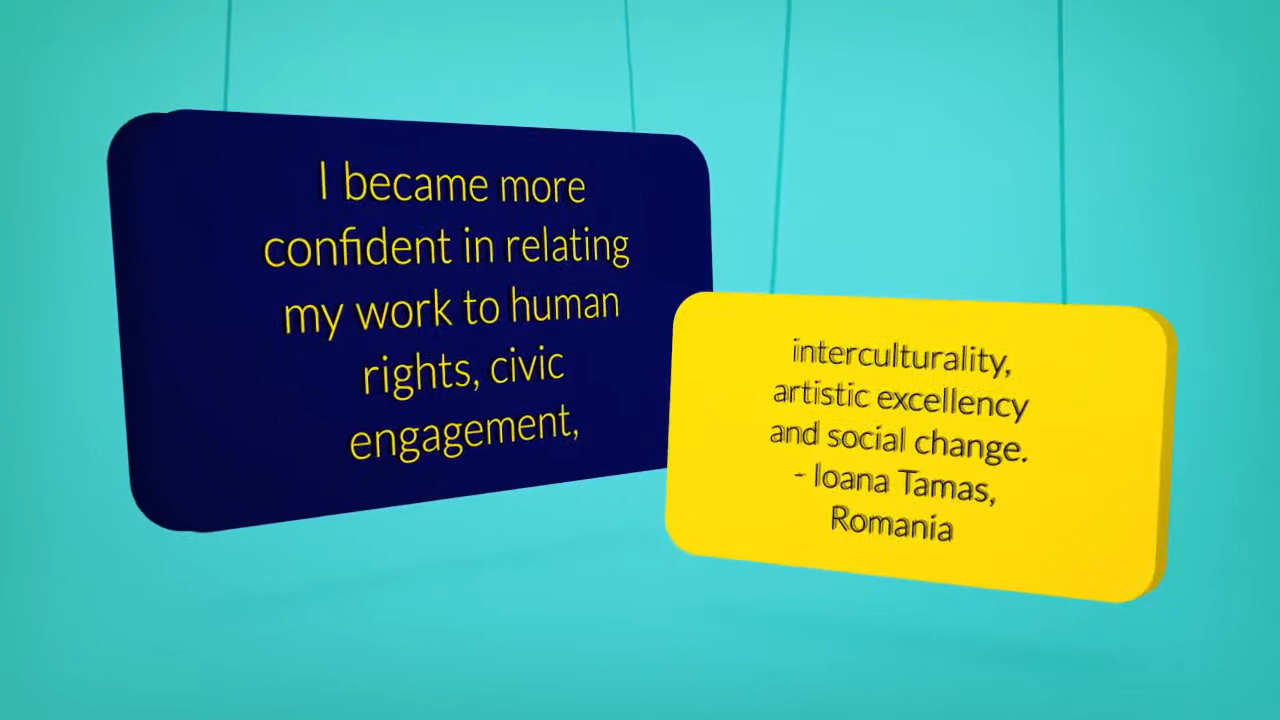 I became more
confident in relating
my work to human
rights, civic
engagement,
interculturality,
artistic excellency
and social change.
- Ioana Tamas,
Romania